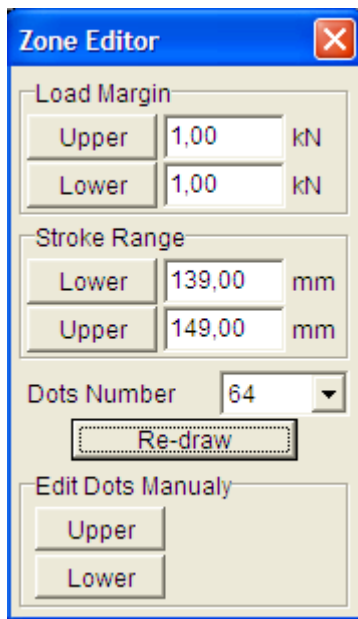 Zone Editor
Load Margin
Upper 1,00 kN
Lower 1,00 kN
Stroke Range
Lower 139,00 mm
Upper 149,00 mm
Dots Number 64
Re-draw
Edit Dots Manualy
Upper
Lower